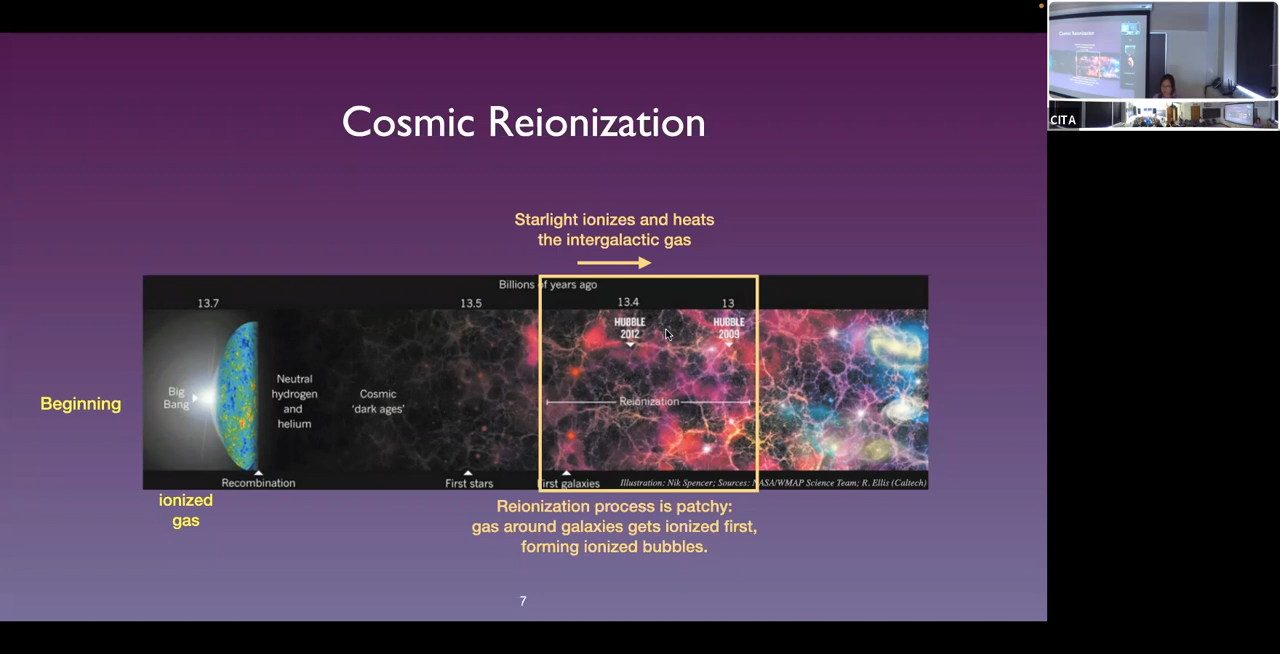 Cosmic Reionization
Starlight ionizes and heats
the intergalactic gas
Billions of years ago
13.7
13.5
13.4
13
HUBBLE
2012
HUBBLE
2009
Big
Bang
Neutral
hydrogen
and
helium
Cosmic
'dark ages'
Reionization
Beginning
Recombination
First stars
First galaxies
Illustration: Nik Spencer; Sources: NASA/WMAP Science Team; R. Ellis (Caltech)
ionized
gas
Reionization process is patchy:
gas around galaxies gets ionized first,
forming ionized bubbles.
7
Cosmic Reionization
CITA